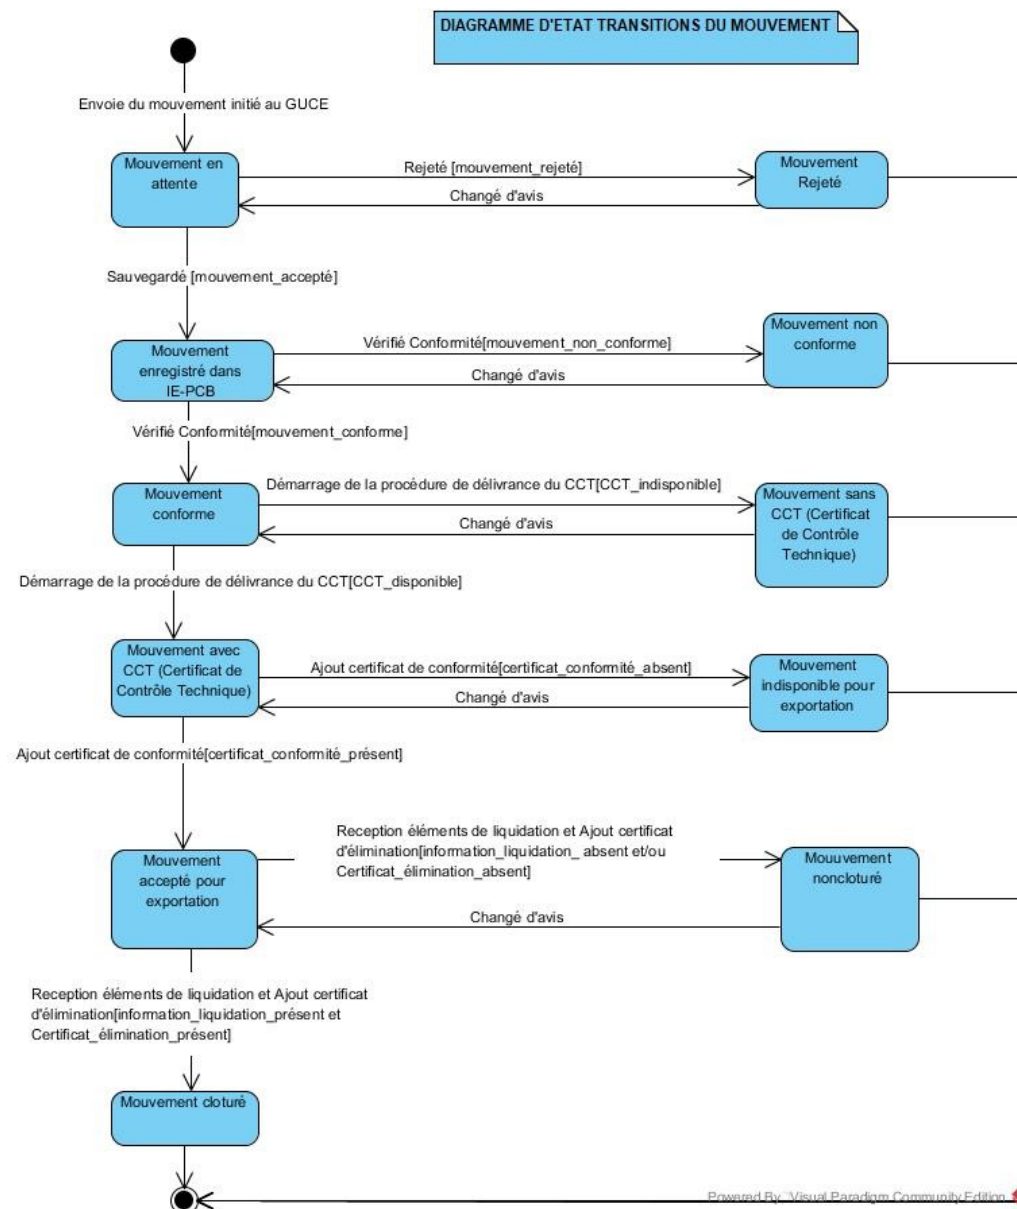 DIAGRAMME D'ETAT TRANSITIONS DU MOUVEMENT
Envoie du mouvement initié au GUCE
Mouvement en
attente
Rejeté [mouvement_rejeté]
Changé d'avis
Mouvement
Rejeté
Sauvegardé [mouvement_accepté]
Mouvement
enregistré dans
IE-PCB
Vérifié Conformité[mouvement_non_conforme]
Changé d'avis
Mouvement non
conforme
Vérifié Conformité[mouvement_conforme]
Mouvement
conforme
Démarrage de la procédure de délivrance du CCT[CCT_indisponible]
Changé d'avis
Mouvement sans
CCT (Certificat
de Contrôle
Technique)
Démarrage de la procédure de délivrance du CCT[CCT_disponible]
Mouvement avec
CCT (Certificat de
Contrôle Technique)
Ajout certificat de conformité[certificat_conformité_absent]
Changé d'avis
Mouvement
indisponible pour
exportation
Ajout certificat de conformité[certificat_conformité_présent]
Mouvement
accepté pour
exportation
Reception éléments de liquidation et Ajout certificat
d'élimination[information_liquidation_ absent et/ou
Certificat_élimination_absent]
Changé d'avis
Mouuvement
noncloturé
Reception éléments de liquidation et Ajout certificat
d'élimination[information_liquidation_présent et
Certificat_élimination_présent]
Mouvement cloturé
Powered By Visual Paradigm Community Edition